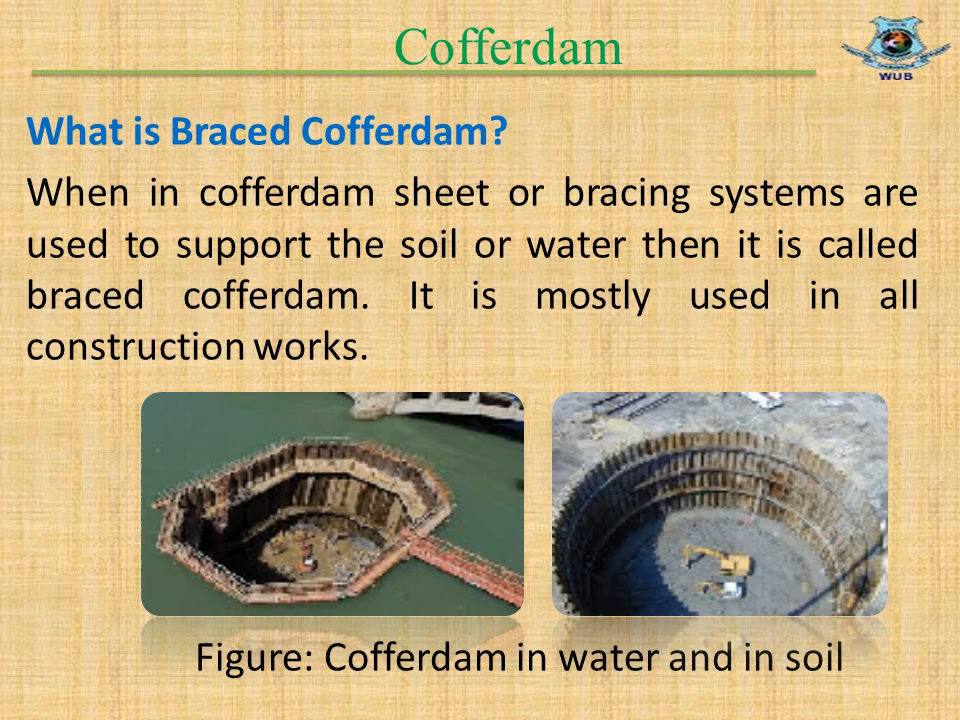 Cofferdam
WUB
What is Braced Cofferdam?
When in cofferdam sheet or bracing systems are
used to support the soil or water then it is called
braced cofferdam. It is mostly used in all
construction works.
Figure: Cofferdam in water and in soil